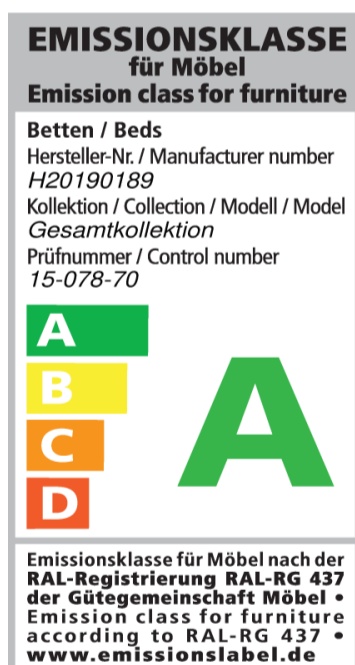 EMISSIONSKLASSE
für Möbel
Emission class for furniture
Betten / Beds
Hersteller-Nr. / Manufacturer number
H20190189
Kollektion / Collection / Modell / Model
Gesamtkollektion
Prüfnummer / Control number
15-078-70
A
B
C
D
A
Emissionsklasse für Möbel nach der
RAL-Registrierung RAL-RG 437
der Gütegemeinschaft Möbel •
Emission class for furniture
according to RAL-RG 437 •
www.emissionslabel.de